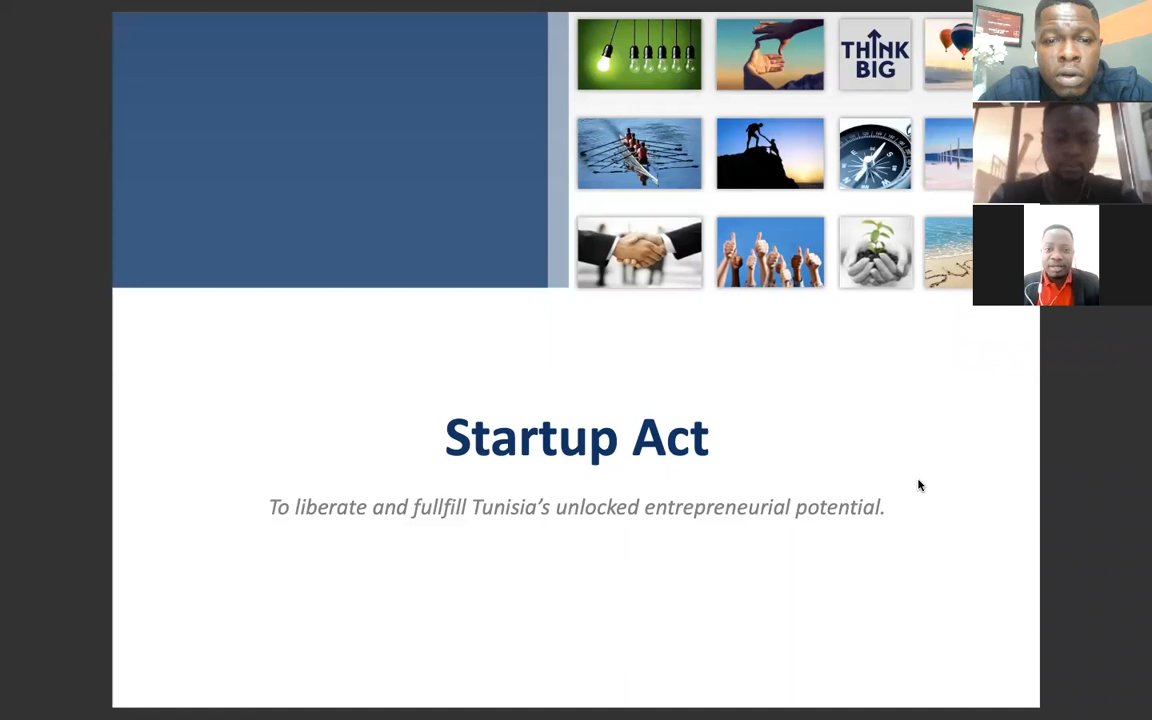 THINK
BIG
Startup Act
To liberate and fullfill Tunisia's unlocked entrepreneurial potential.